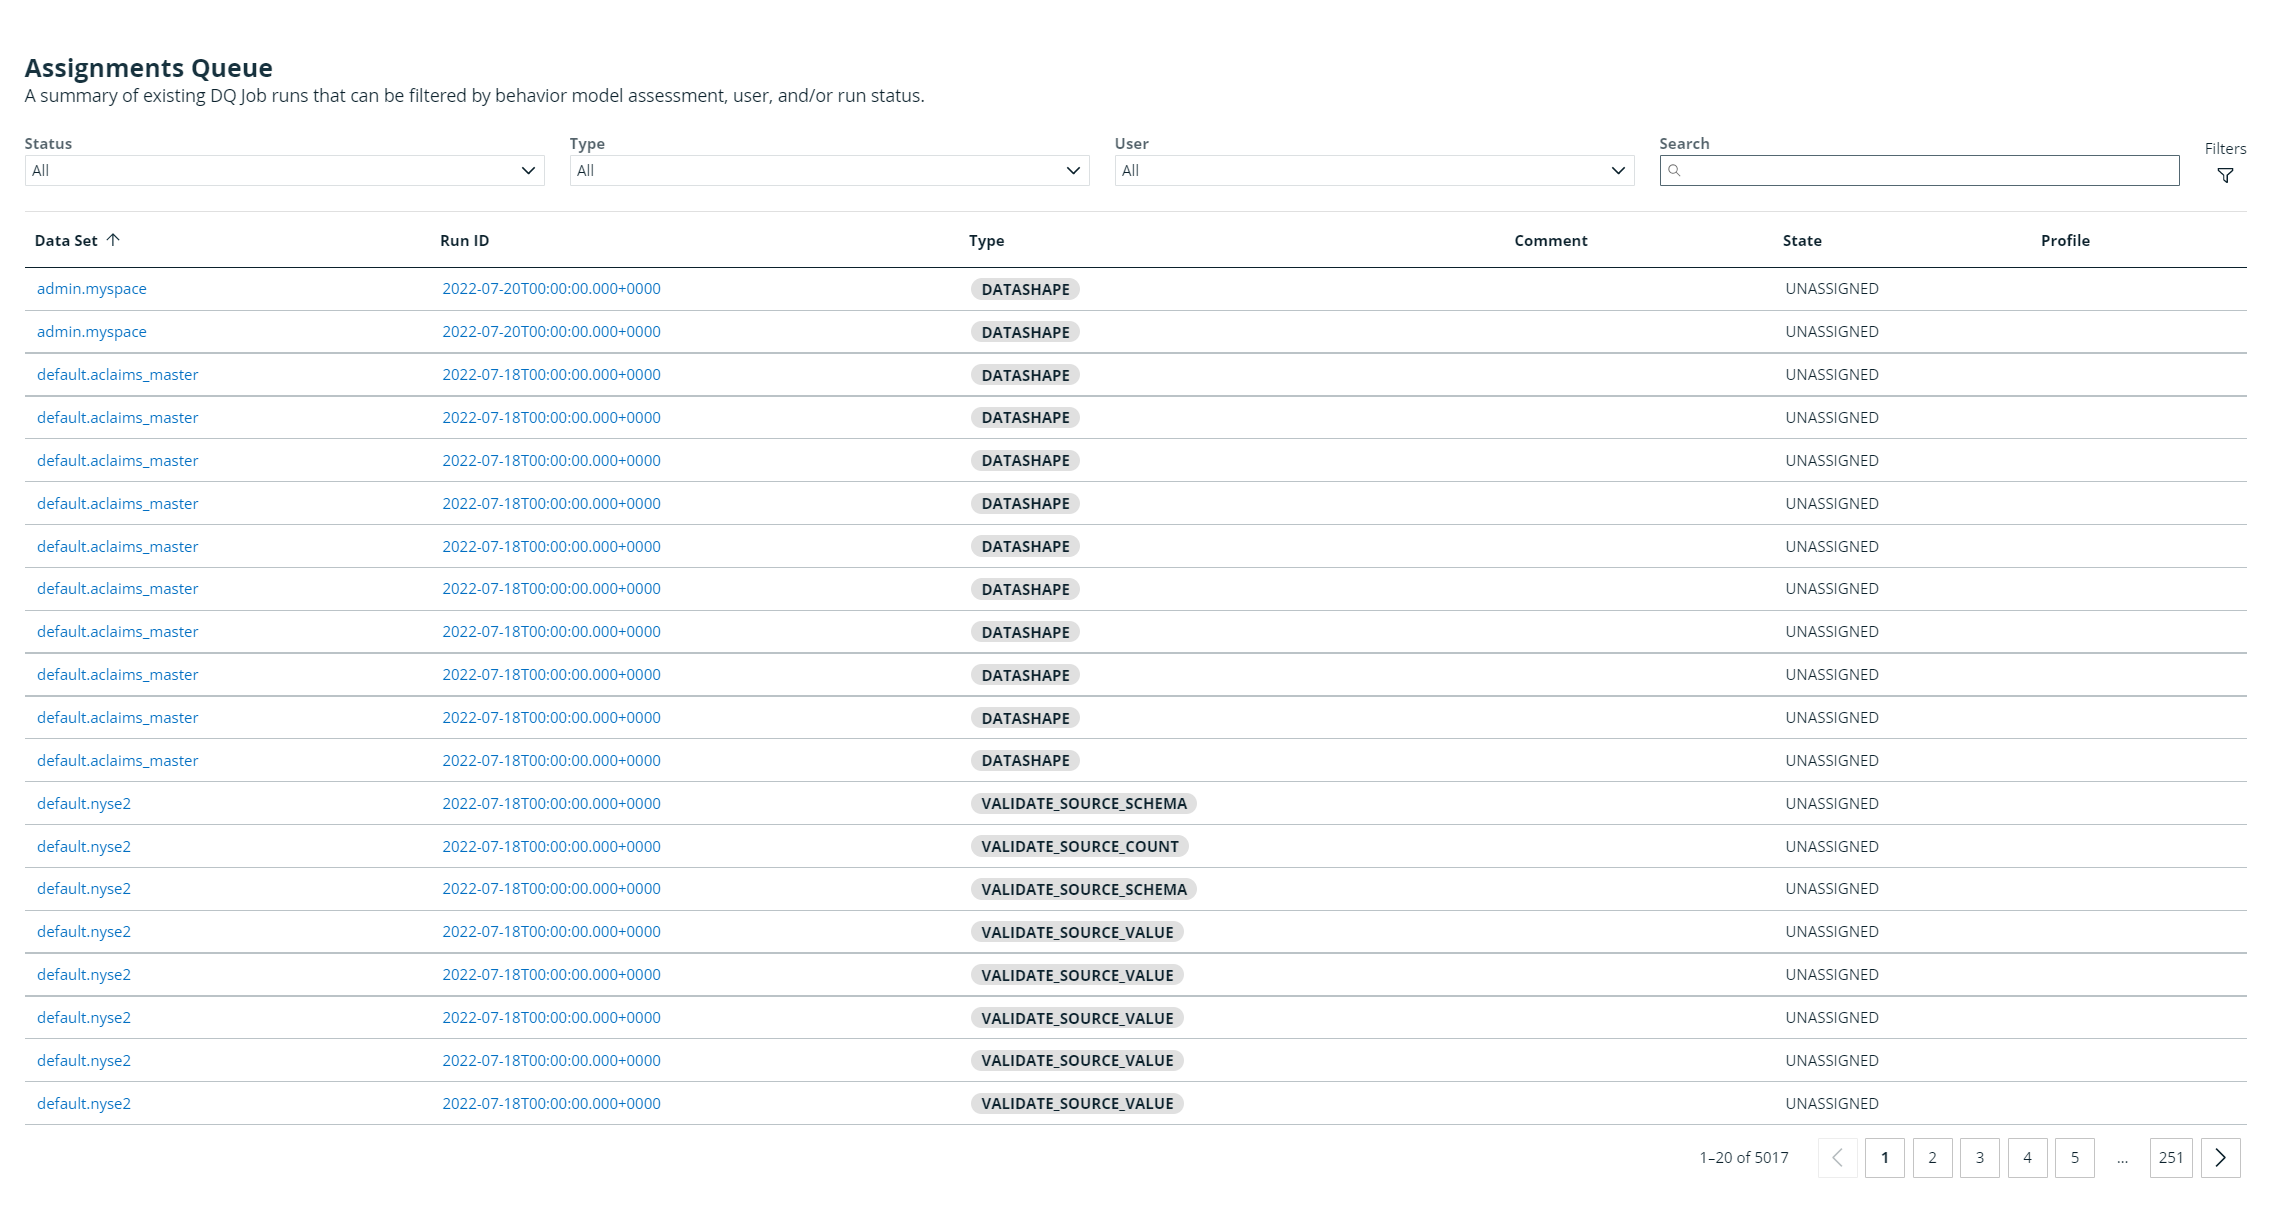 Assignments Queue
A summary of existing DQ Job runs that can be filtered by behavior model assessment, user, and/or run status.
Status Type User Search Filters
All All All
Data Set Run ID Type Comment State Profile
admin.myspace 2022-07-20T00:00:00.000+0000 DATASHAPE UNASSIGNED
admin.myspace 2022-07-20T00:00:00.000+0000 DATASHAPE UNASSIGNED
default.aclaims_master 2022-07-18T00:00:00.000+0000 DATASHAPE UNASSIGNED
default.aclaims_master 2022-07-18T00:00:00.000+0000 DATASHAPE UNASSIGNED
default.aclaims_master 2022-07-18T00:00:00.000+0000 DATASHAPE UNASSIGNED
default.aclaims_master 2022-07-18T00:00:00.000+0000 DATASHAPE UNASSIGNED
default.aclaims_master 2022-07-18T00:00:00.000+0000 DATASHAPE UNASSIGNED
default.aclaims_master 2022-07-18T00:00:00.000+0000 DATASHAPE UNASSIGNED
default.aclaims_master 2022-07-18T00:00:00.000+0000 DATASHAPE UNASSIGNED
default.aclaims_master 2022-07-18T00:00:00.000+0000 DATASHAPE UNASSIGNED
default.aclaims_master 2022-07-18T00:00:00.000+0000 DATASHAPE UNASSIGNED
default.aclaims_master 2022-07-18T00:00:00.000+0000 DATASHAPE UNASSIGNED
default.nyse2 2022-07-18T00:00:00.000+0000 VALIDATE_SOURCE_SCHEMA UNASSIGNED
default.nyse2 2022-07-18T00:00:00.000+0000 VALIDATE_SOURCE_COUNT UNASSIGNED
default.nyse2 2022-07-18T00:00:00.000+0000 VALIDATE_SOURCE_SCHEMA UNASSIGNED
default.nyse2 2022-07-18T00:00:00.000+0000 VALIDATE_SOURCE_VALUE UNASSIGNED
default.nyse2 2022-07-18T00:00:00.000+0000 VALIDATE_SOURCE_VALUE UNASSIGNED
default.nyse2 2022-07-18T00:00:00.000+0000 VALIDATE_SOURCE_VALUE UNASSIGNED
default.nyse2 2022-07-18T00:00:00.000+0000 VALIDATE_SOURCE_VALUE UNASSIGNED
default.nyse2 2022-07-18T00:00:00.000+0000 VALIDATE_SOURCE_VALUE UNASSIGNED
1–20 of 5017 1 2 3 4 5 ... 251